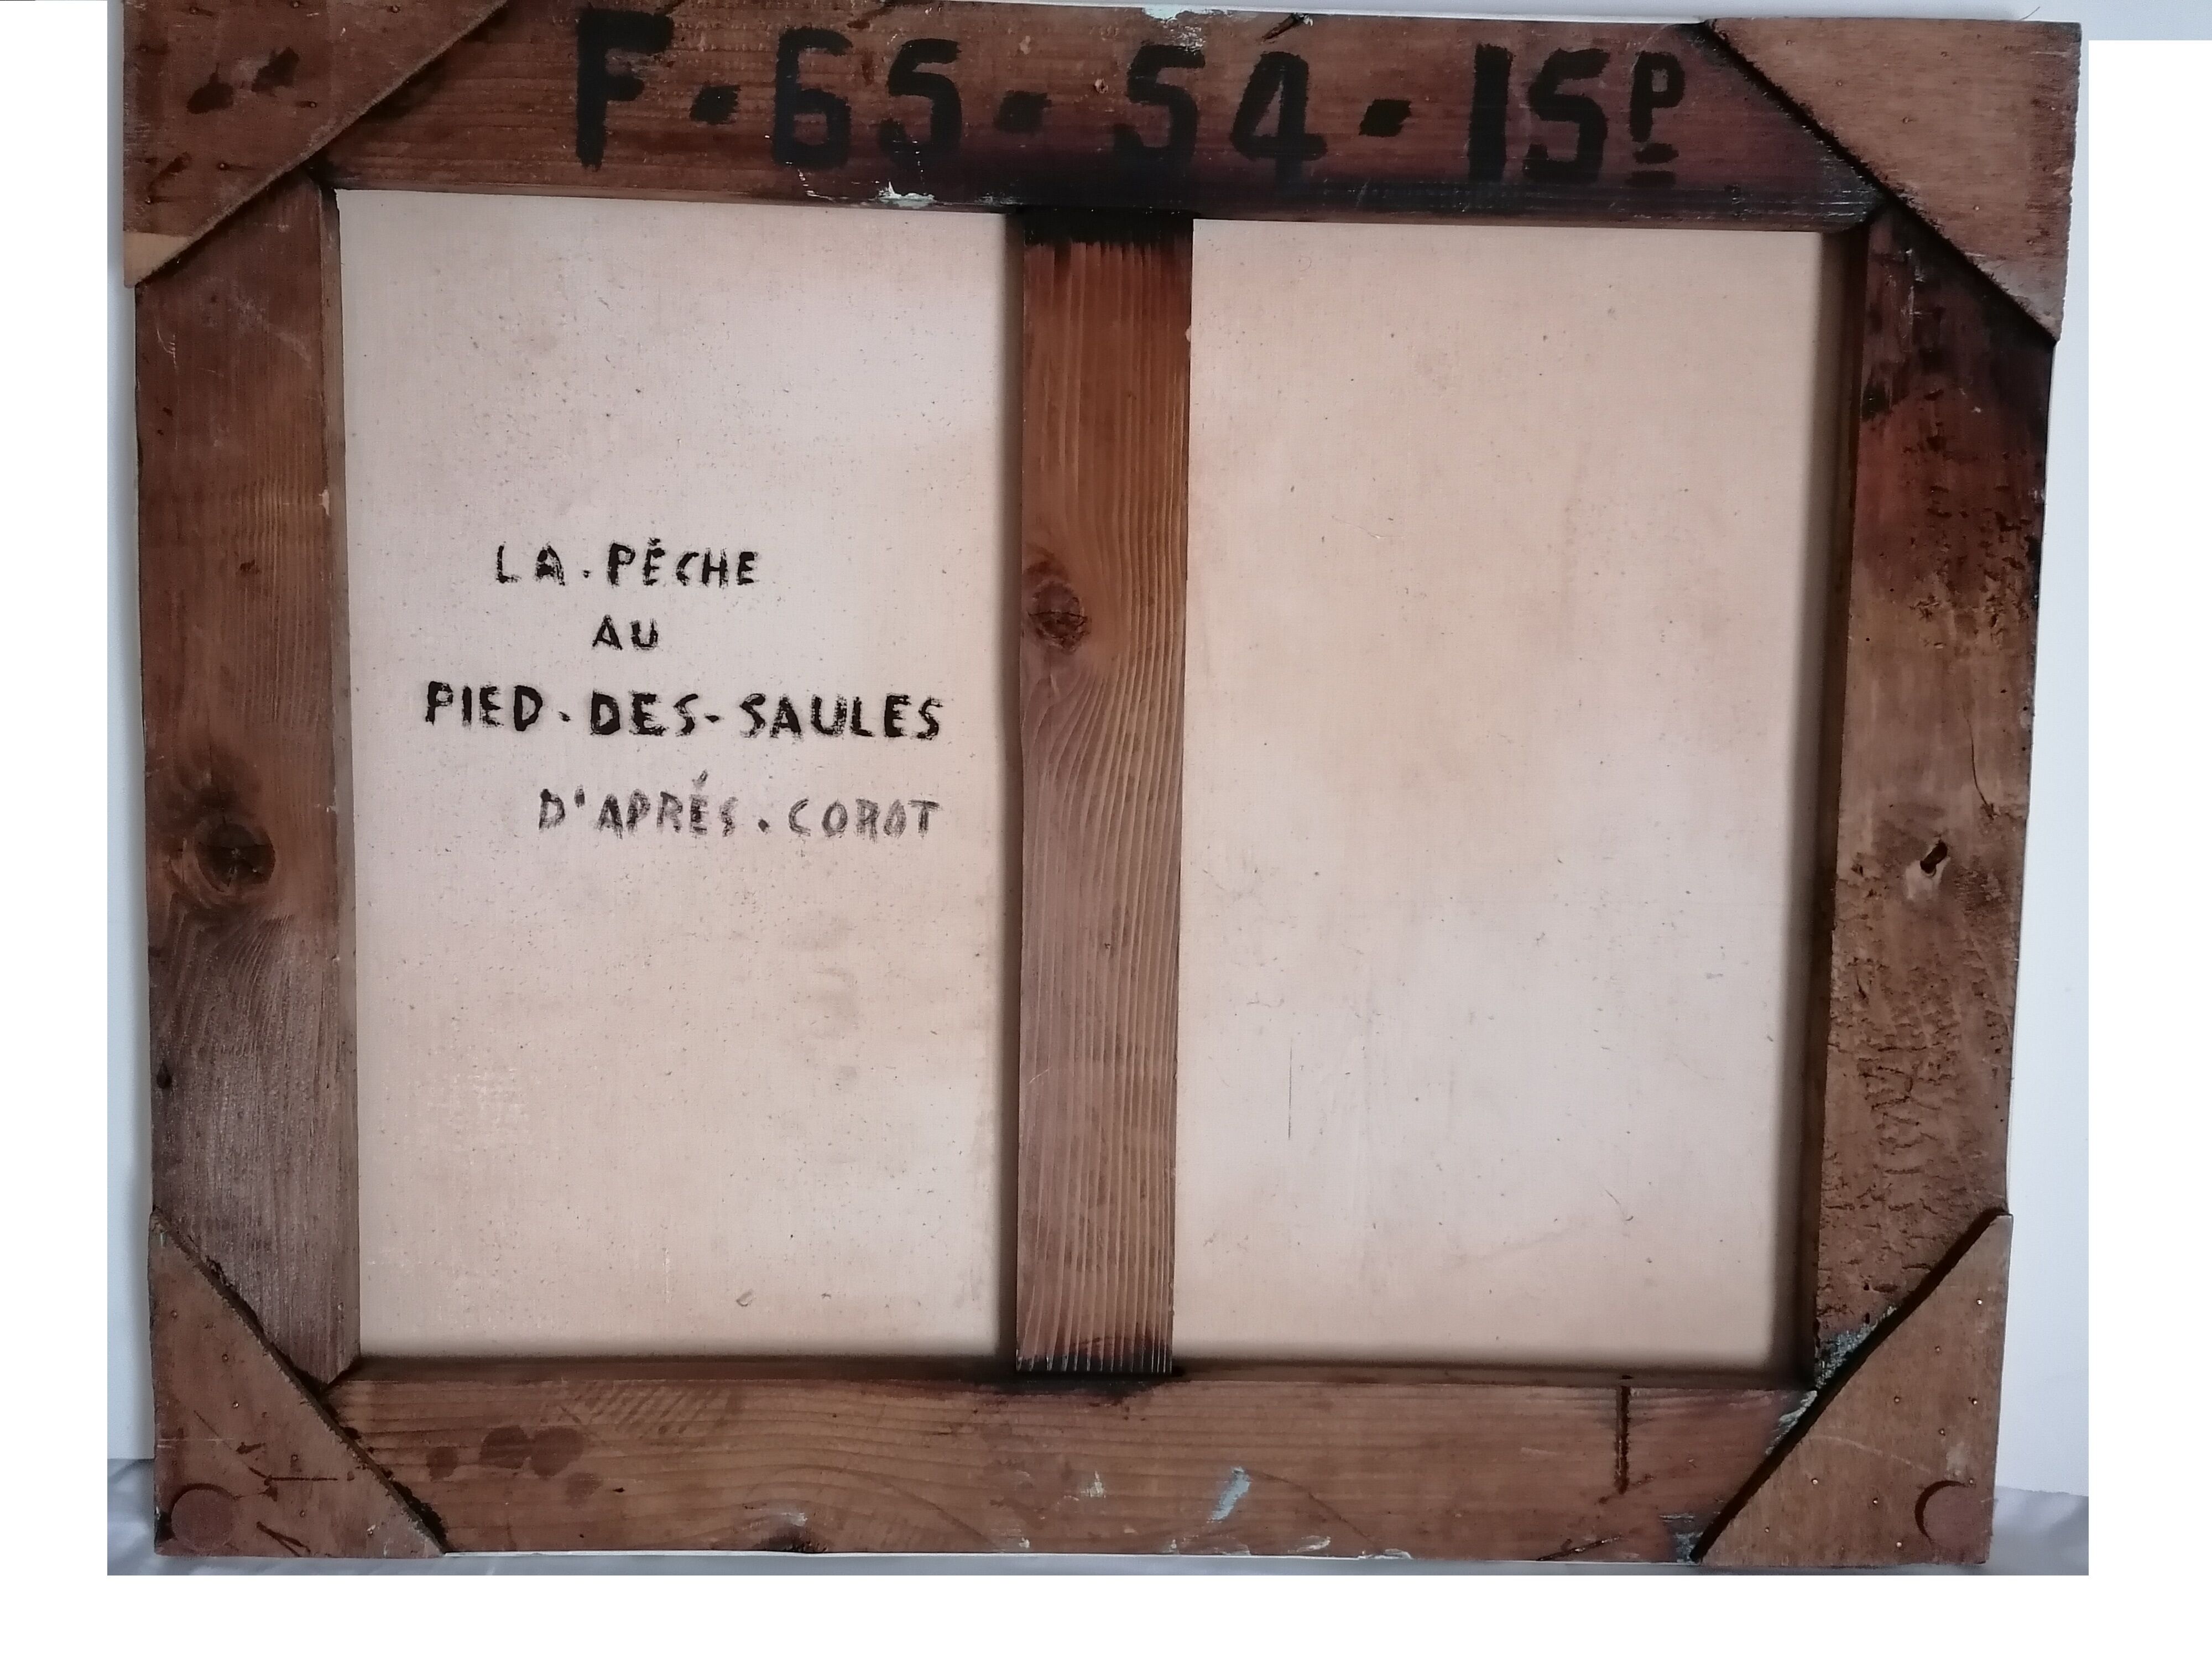 F · 65 · 54 · 15P
LA · PÊCHE
AU
PIED · DES · SAULES
D'APRÉS · COROT